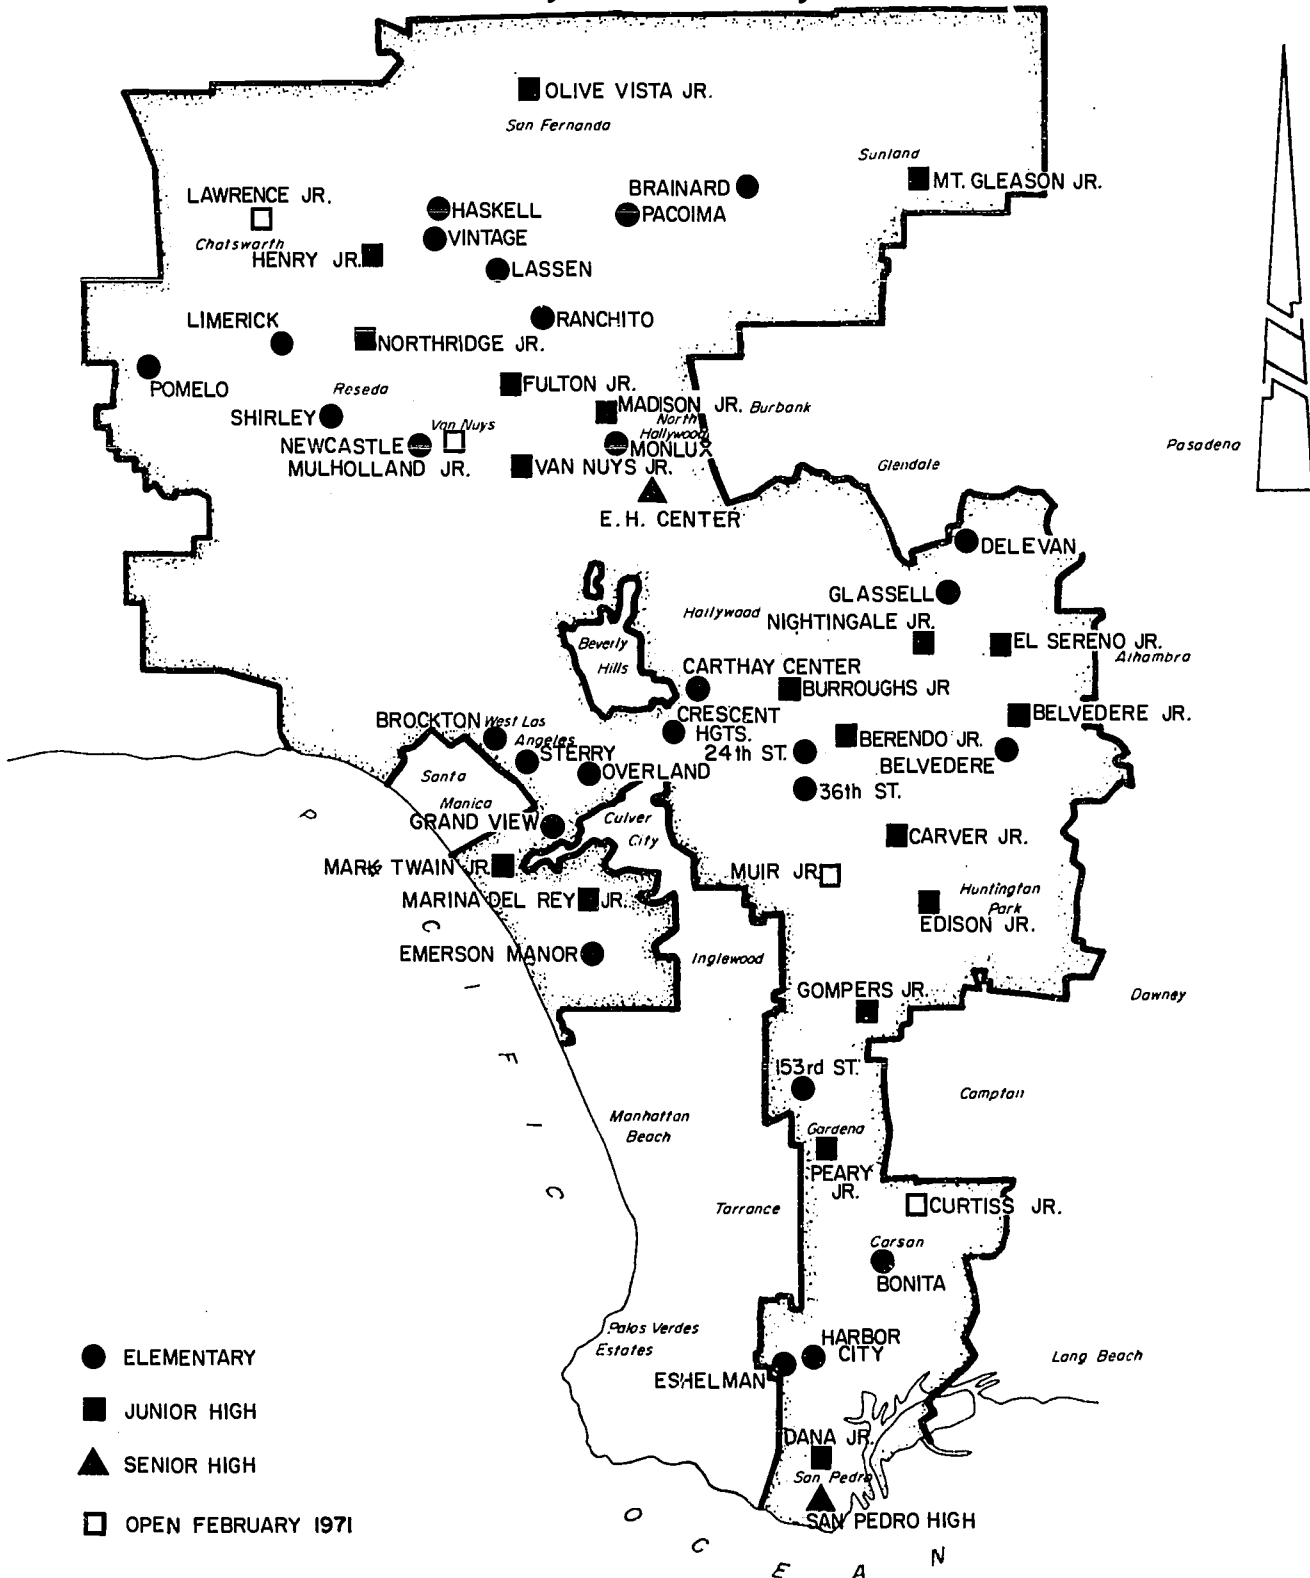 OLIVE VISTA JR.
San Fernando
Sunland
MT. GLEASON JR.
BRAINARD
PACOIMA
LAWRENCE JR.
HASKELL
VINTAGE
Chatsworth
HENRY JR.
LASSEN
LIMERICK
RANCHITO
NORTHRIDGE JR.
POMELO
Reseda
FULTON JR.
MADISON JR.
Burbank
SHIRLEY
Van Nuys
North
Hollywood
NEWCASTLE
MONLUX
MULHOLLAND JR.
VAN NUYS JR.
Glendale
Pasadena
E. H. CENTER
DELEVAN
GLASSELL
Hollywood
NIGHTINGALE JR.
EL SERENO JR.
Alhambra
Beverly
Hills
CARTHAY CENTER
BURROUGHS JR
CRESCENT
HGTS.
BELVEDERE JR.
BROCKTON
West Los
Angeles
BERENDO JR.
24th ST.
BELVEDERE
STERRY
OVERLAND
Santa
Monica
36th ST.
GRAND VIEW
Culver
City
CARVER JR.
MARK TWAIN JR.
MUIR JR.
MARINA DEL REY JR.
Huntington
Park
EDISON JR.
EMERSON MANOR
Inglewood
GOMPERS JR.
Downey
153rd ST.
Compton
Manhattan
Beach
Gardena
PEARY
JR.
Torrance
CURTISS JR.
Carson
BONITA
Palos Verdes
Estates
HARBOR
CITY
ESHELMAN
Long Beach
DANA JR.
San Pedro
SAN PEDRO HIGH
PACIFIC
OCEAN
ELEMENTARY
JUNIOR HIGH
SENIOR HIGH
OPEN FEBRUARY 1971